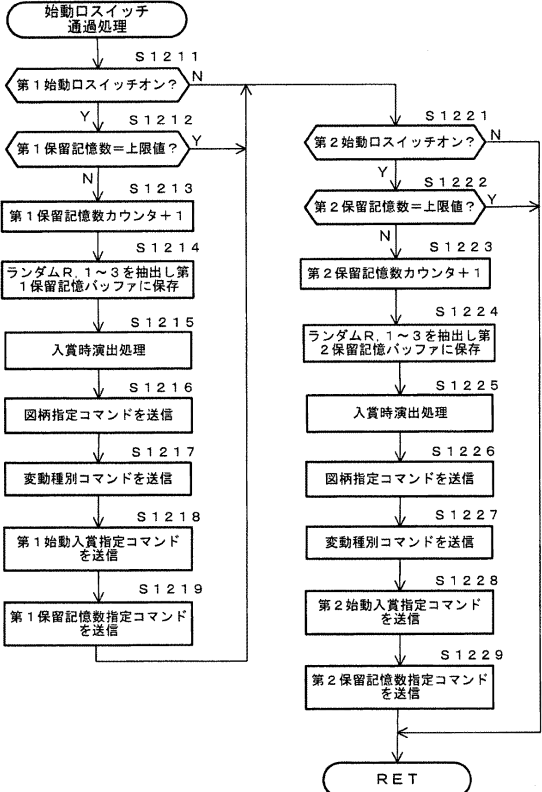 始動口スイッチ
通過処理
S1211
第1始動口スイッチオン?
N
Y
S1212
第1保留記憶数=上限値?
Y
N
S1213
第1保留記憶数カウンタ+1
S1214
ランダムR,1~3を抽出し第
1保留記憶バッファに保存
S1215
入賞時演出処理
S1216
図柄指定コマンドを送信
S1217
変動種別コマンドを送信
S1218
第1始動入賞指定コマンド
を送信
S1219
第1保留記憶数指定コマンド
を送信
S1221
第2始動口スイッチオン?
N
Y
S1222
第2保留記憶数=上限値?
Y
N
S1223
第2保留記憶数カウンタ+1
S1224
ランダムR,1~3を抽出し第
2保留記憶バッファに保存
S1225
入賞時演出処理
S1226
図柄指定コマンドを送信
S1227
変動種別コマンドを送信
S1228
第2始動入賞指定コマンド
を送信
S1229
第2保留記憶数指定コマンド
を送信
RET